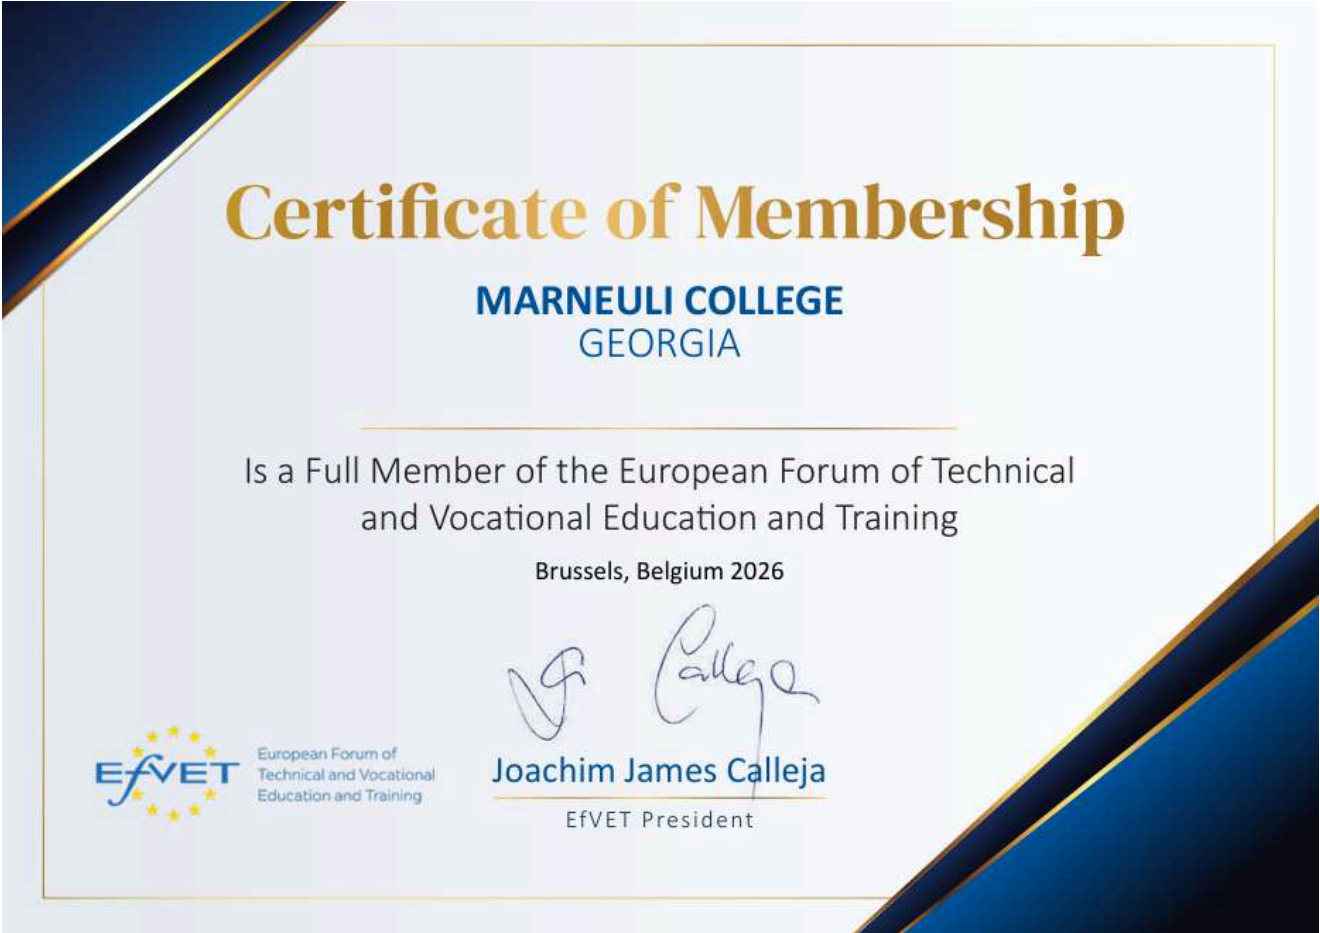 Certificate of Membership
MARNEULI COLLEGE
GEORGIA
Is a Full Member of the European Forum of Technical
and Vocational Education and Training
Brussels, Belgium 2026
Calleja
EfVET
European Forum of
Technical and Vocational
Education and Training
Joachim James Calleja
EfVET President